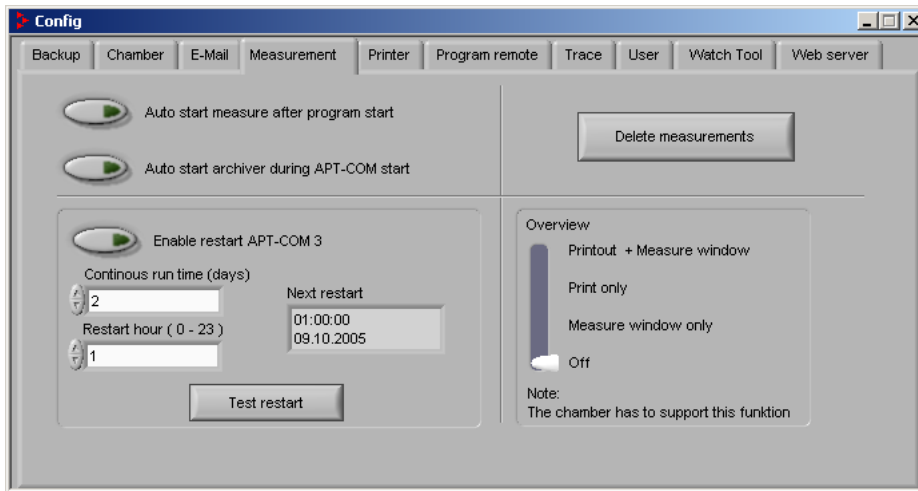 Config
Backup Chamber E-Mail Measurement Printer Program remote Trace User Watch Tool Web server
Auto start measure after program start
Auto start archiver during APT-COM start
Delete measurements
Enable restart APT-COM 3
Continous run time (days)
2
Restart hour ( 0 - 23 )
1
Next restart
01:00:00
09.10.2005
Test restart
Overview
Printout + Measure window
Print only
Measure window only
Off
Note:
The chamber has to support this funktion